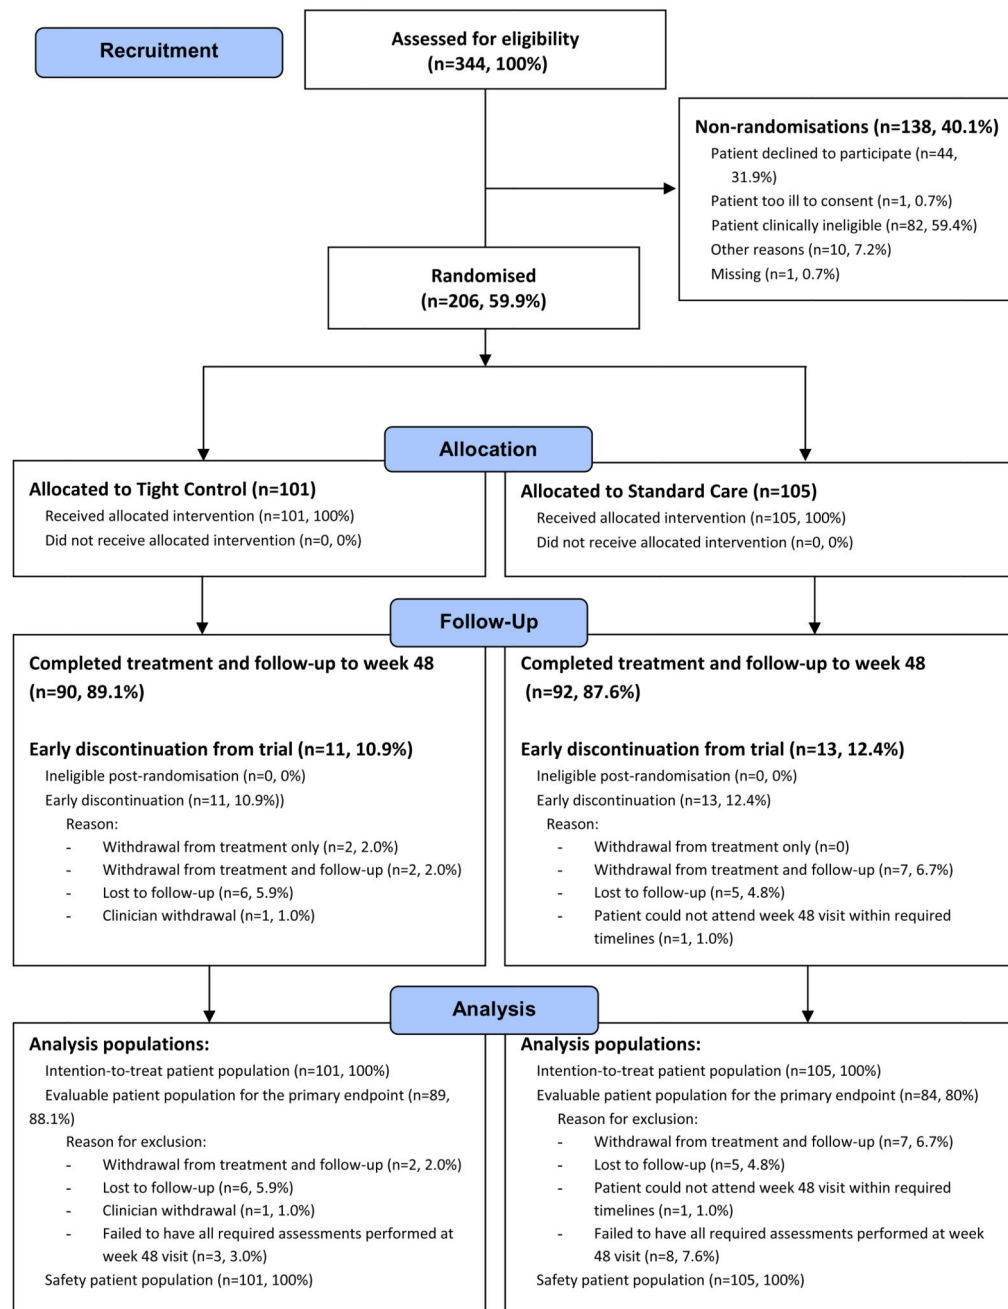 Recruitment
Assessed for eligibility
(n=344, 100%)
Non-randomisations (n=138, 40.1%)
Patient declined to participate (n=44,
31.9%)
Patient too ill to consent (n=1, 0.7%)
Patient clinically ineligible (n=82, 59.4%)
Other reasons (n=10, 7.2%)
Missing (n=1, 0.7%)
Randomised
(n=206, 59.9%)
Allocation
Allocated to Tight Control (n=101)
Received allocated intervention (n=101, 100%)
Did not receive allocated intervention (n=0, 0%)
Allocated to Standard Care (n=105)
Received allocated intervention (n=105, 100%)
Did not receive allocated intervention (n=0, 0%)
Follow-Up
Completed treatment and follow-up to week 48
(n=90, 89.1%)
Early discontinuation from trial (n=11, 10.9%)
Ineligible post-randomisation (n=0, 0%)
Early discontinuation (n=11, 10.9%))
Reason:
- Withdrawal from treatment only (n=2, 2.0%)
- Withdrawal from treatment and follow-up (n=2, 2.0%)
- Lost to follow-up (n=6, 5.9%)
- Clinician withdrawal (n=1, 1.0%)
Completed treatment and follow-up to week 48
(n=92, 87.6%)
Early discontinuation from trial (n=13, 12.4%)
Ineligible post-randomisation (n=0, 0%)
Early discontinuation (n=13, 12.4%)
Reason:
- Withdrawal from treatment only (n=0)
- Withdrawal from treatment and follow-up (n=7, 6.7%)
- Lost to follow-up (n=5, 4.8%)
- Patient could not attend week 48 visit within required
timelines (n=1, 1.0%)
Analysis
Analysis populations:
Intention-to-treat patient population (n=101, 100%)
Evaluable patient population for the primary endpoint (n=89,
88.1%)
Reason for exclusion:
- Withdrawal from treatment and follow-up (n=2, 2.0%)
- Lost to follow-up (n=6, 5.9%)
- Clinician withdrawal (n=1, 1.0%)
- Failed to have all required assessments performed at
week 48 visit (n=3, 3.0%)
Safety patient population (n=101, 100%)
Analysis populations:
Intention-to-treat patient population (n=105, 100%)
Evaluable patient population for the primary endpoint (n=84, 80%)
Reason for exclusion:
- Withdrawal from treatment and follow-up (n=7, 6.7%)
- Lost to follow-up (n=5, 4.8%)
- Patient could not attend week 48 visit within required
timelines (n=1, 1.0%)
- Failed to have all required assessments performed at week
48 visit (n=8, 7.6%)
Safety patient population (n=105, 100%)